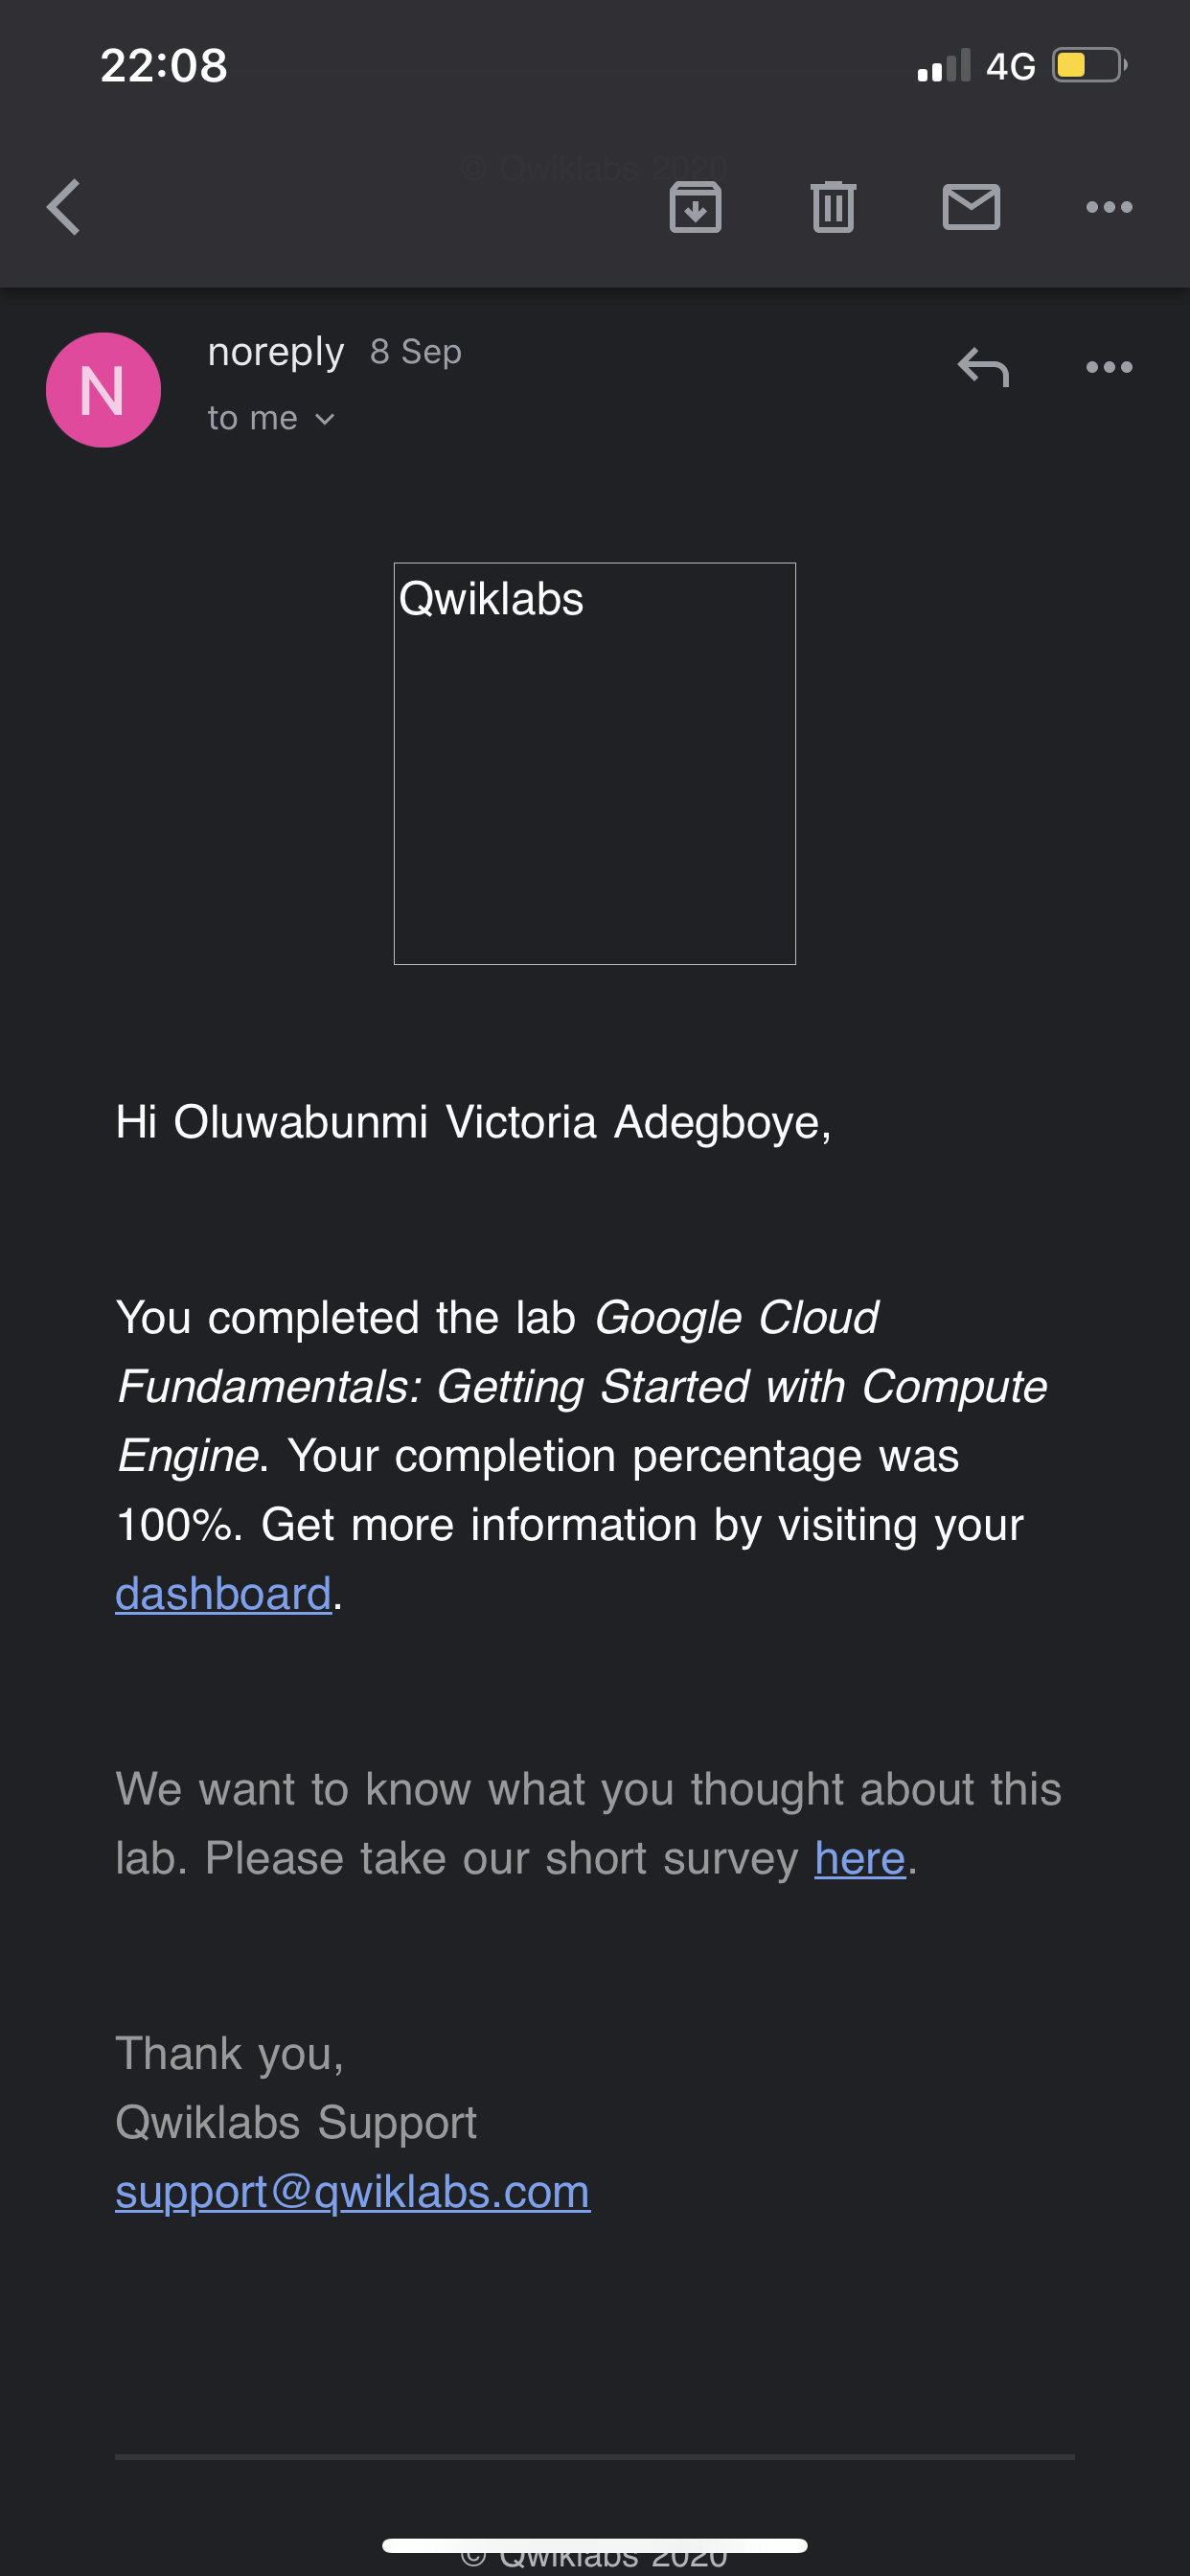 22:08 4G
© Qwiklabs 2020
N
noreply 8 Sep
to me
Qwiklabs
Hi Oluwabunmi Victoria Adegboye,
You completed the lab Google Cloud
Fundamentals: Getting Started with Compute
Engine. Your completion percentage was
100%. Get more information by visiting your
dashboard.
We want to know what you thought about this
lab. Please take our short survey here.
Thank you,
Qwiklabs Support
support@qwiklabs.com
© Qwiklabs 2020